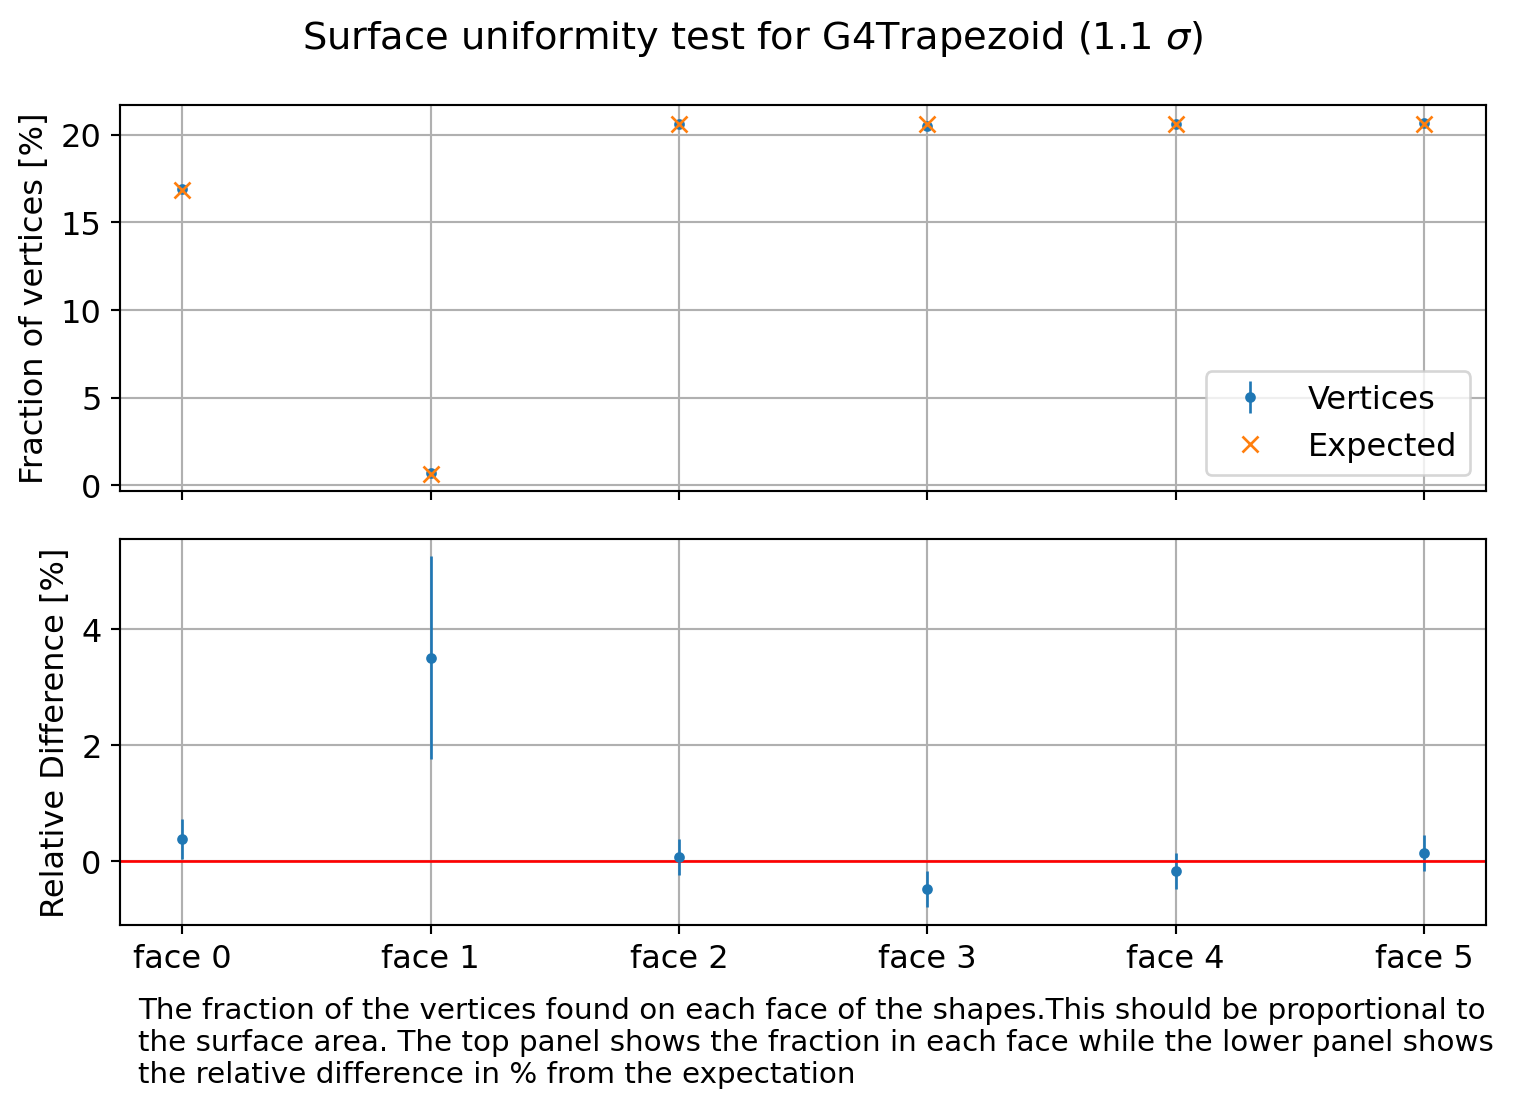 Surface uniformity test for G4Trapezoid (1.1 σ)
Fraction of vertices [%]
20
15
10
5
0
Vertices
Expected
Relative Difference [%]
4
2
0
face 0 face 1 face 2 face 3 face 4 face 5
The fraction of the vertices found on each face of the shapes.This should be proportional to
the surface area. The top panel shows the fraction in each face while the lower panel shows
the relative difference in % from the expectation